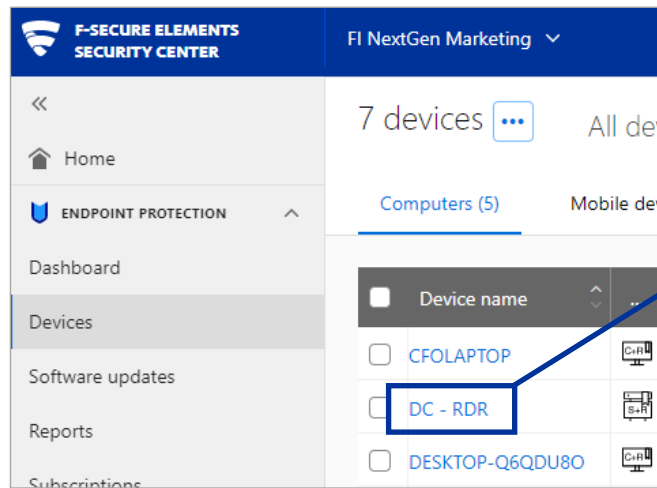 F-SECURE ELEMENTS
SECURITY CENTER
FI NextGen Marketing
Home
ENDPOINT PROTECTION
Dashboard
Devices
Software updates
Reports
Subscriptions
7 devices ...
All dev
Computers (5)
Mobile dev
Device name
...
CFOLAPTOP
C+R
DC - RDR
S+R
DESKTOP-Q6QDU8O
C+R